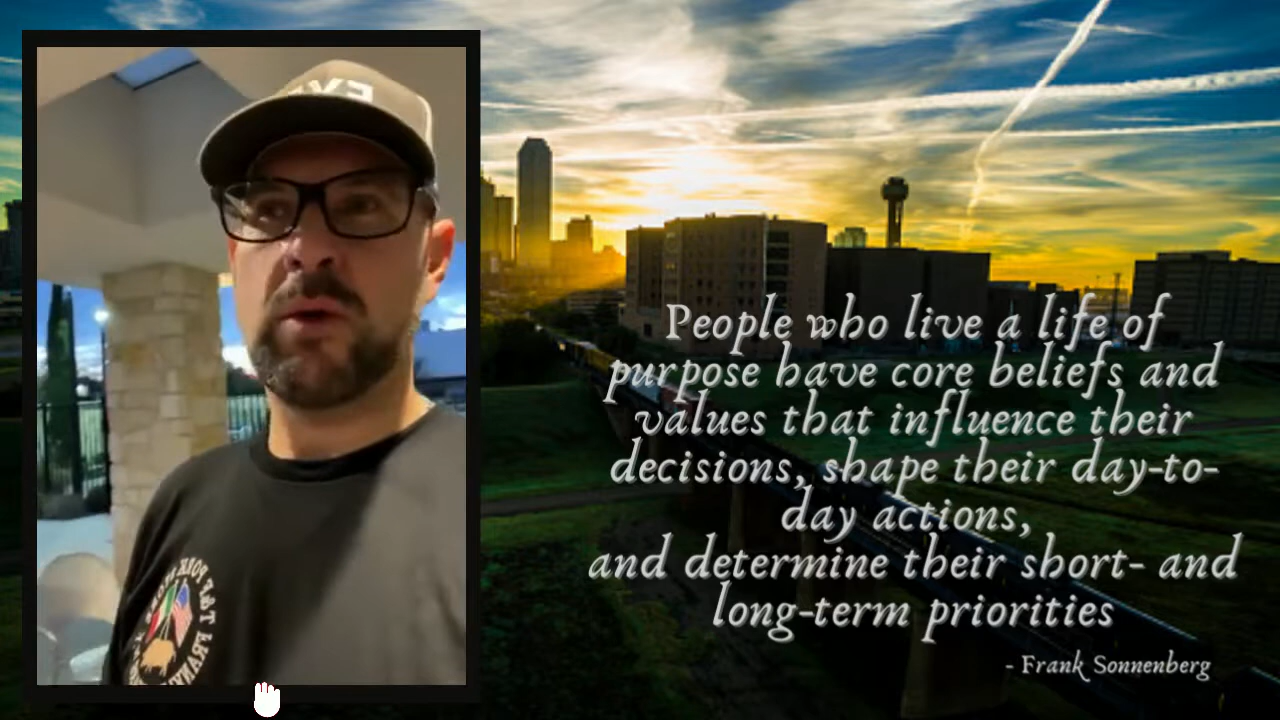 People who live a life of
purpose have core beliefs and
values that influence their
decisions, shape their day-to-
day actions,
and determine their short- and
long-term priorities
- Frank Sonnenberg